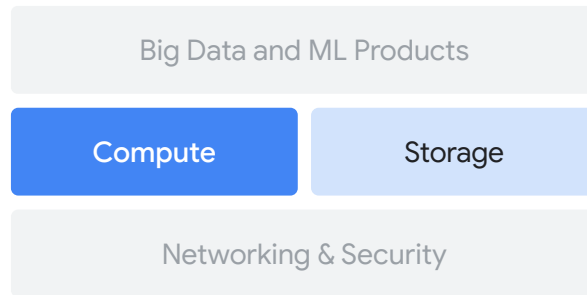 Big Data and ML Products
Compute
Storage
Networking & Security